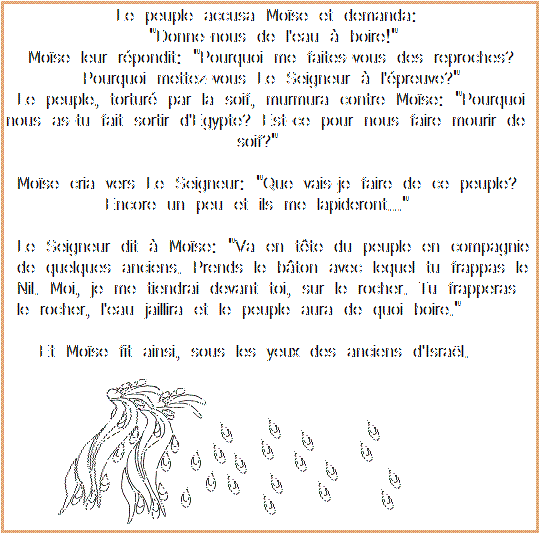 Le peuple accusa Moïse et demanda:
"Donne-nous de l'eau à boire!"
Moïse leur répondit: "Pourquoi me faites-vous des reproches?
Pourquoi mettez-vous Le Seigneur à l'épreuve?"
Le peuple, torturé par la soif, murmura contre Moïse: "Pourquoi
nous as-tu fait sortir d'Egypte? Est-ce pour nous faire mourir de
soif?"
Moïse cria vers Le Seigneur: "Que vais-je faire de ce peuple?
Encore un peu et ils me lapideront....."
Le Seigneur dit à Moïse: "Va en tête du peuple en compagnie
de quelques anciens. Prends le bâton avec lequel tu frappas le
Nil. Moi, je me tiendrai devant toi, sur le rocher. Tu frapperas
le rocher, l'eau jaillira et le peuple aura de quoi boire."
Et Moïse fit ainsi, sous les yeux des anciens d'Israël.